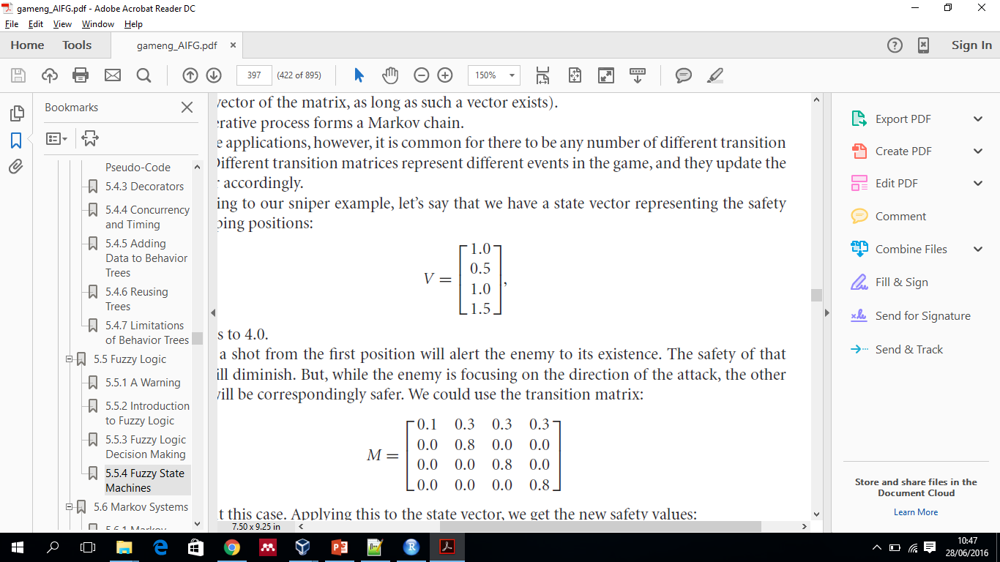 gameng_AIFG.pdf - Adobe Acrobat Reader DC
File Edit View Window Help
Home Tools gameng_AIFG.pdf × Sign In
397 (422 of 895) 150%
Bookmarks
Pseudo-Code
5.4.3 Decorators
5.4.4 Concurrency
and Timing
5.4.5 Adding
Data to Behavior
Trees
5.4.6 Reusing
Trees
5.4.7 Limitations
of Behavior Trees
5.5 Fuzzy Logic
5.5.1 A Warning
5.5.2 Introduction
to Fuzzy Logic
5.5.3 Fuzzy Logic
Decision Making
5.5.4 Fuzzy State
Machines
5.6 Markov Systems
5.6.1 Markov
vector of the matrix, as long as such a vector exists).
erative process forms a Markov chain.
e applications, however, it is common for there to be any number of different transition
Different transition matrices represent different events in the game, and they update the
r accordingly.
ing to our sniper example, let's say that we have a state vector representing the safety
ping positions:
V = [ 1.0
0.5
1.0
1.5 ],
s to 4.0.
a shot from the first position will alert the enemy to its existence. The safety of that
ill diminish. But, while the enemy is focusing on the direction of the attack, the other
will be correspondingly safer. We could use the transition matrix:
M = [ 0.1 0.3 0.3 0.3
0.0 0.8 0.0 0.0
0.0 0.0 0.8 0.0
0.0 0.0 0.0 0.8 ]
t this case. Applying this to the state vector, we get the new safety values:
7.50 x 9.25 in
Export PDF
Create PDF
Edit PDF
Comment
Combine Files
Fill & Sign
Send for Signature
Send & Track
Store and share files in the
Document Cloud
Learn More
10:47
28/06/2016